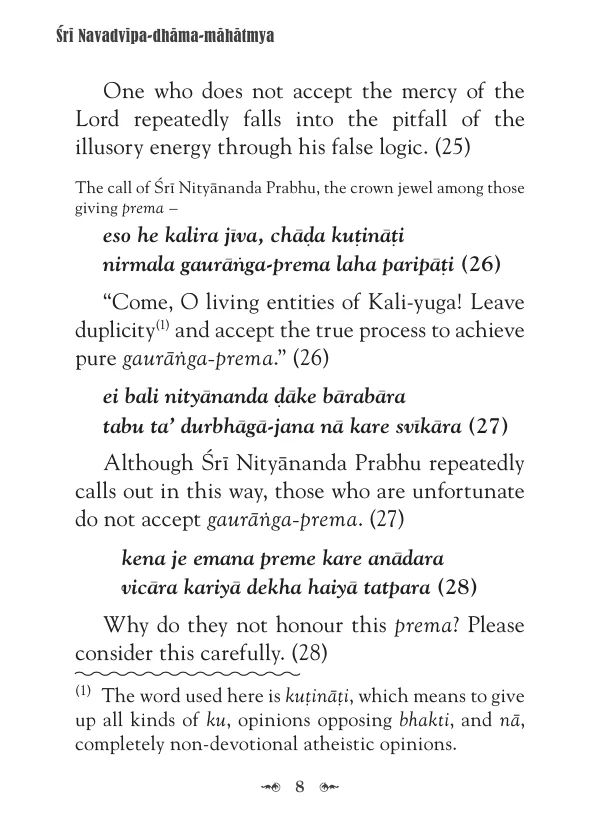 Śrī Navadvīpa-dhāma-māhātmya
One who does not accept the mercy of the
Lord repeatedly falls into the pitfall of the
illusory energy through his false logic. (25)
The call of Śrī Nityānanda Prabhu, the crown jewel among those
giving prema –
eso he kalira jīva, chāḍa kuṭināṭi
nirmala gaurāṅga-prema laha paripāṭi (26)
“Come, O living entities of Kali-yuga! Leave
duplicity(1) and accept the true process to achieve
pure gaurāṅga-prema.” (26)
ei bali nityānanda ḍāke bārabāra
tabu ta’ durbhāgā-jana nā kare svīkāra (27)
Although Śrī Nityānanda Prabhu repeatedly
calls out in this way, those who are unfortunate
do not accept gaurāṅga-prema. (27)
kena je emana preme kare anādara
vicāra kariyā dekha haiyā tatpara (28)
Why do they not honour this prema? Please
consider this carefully. (28)
(1) The word used here is kuṭināṭi, which means to give
up all kinds of ku, opinions opposing bhakti, and nā,
completely non-devotional atheistic opinions.
8